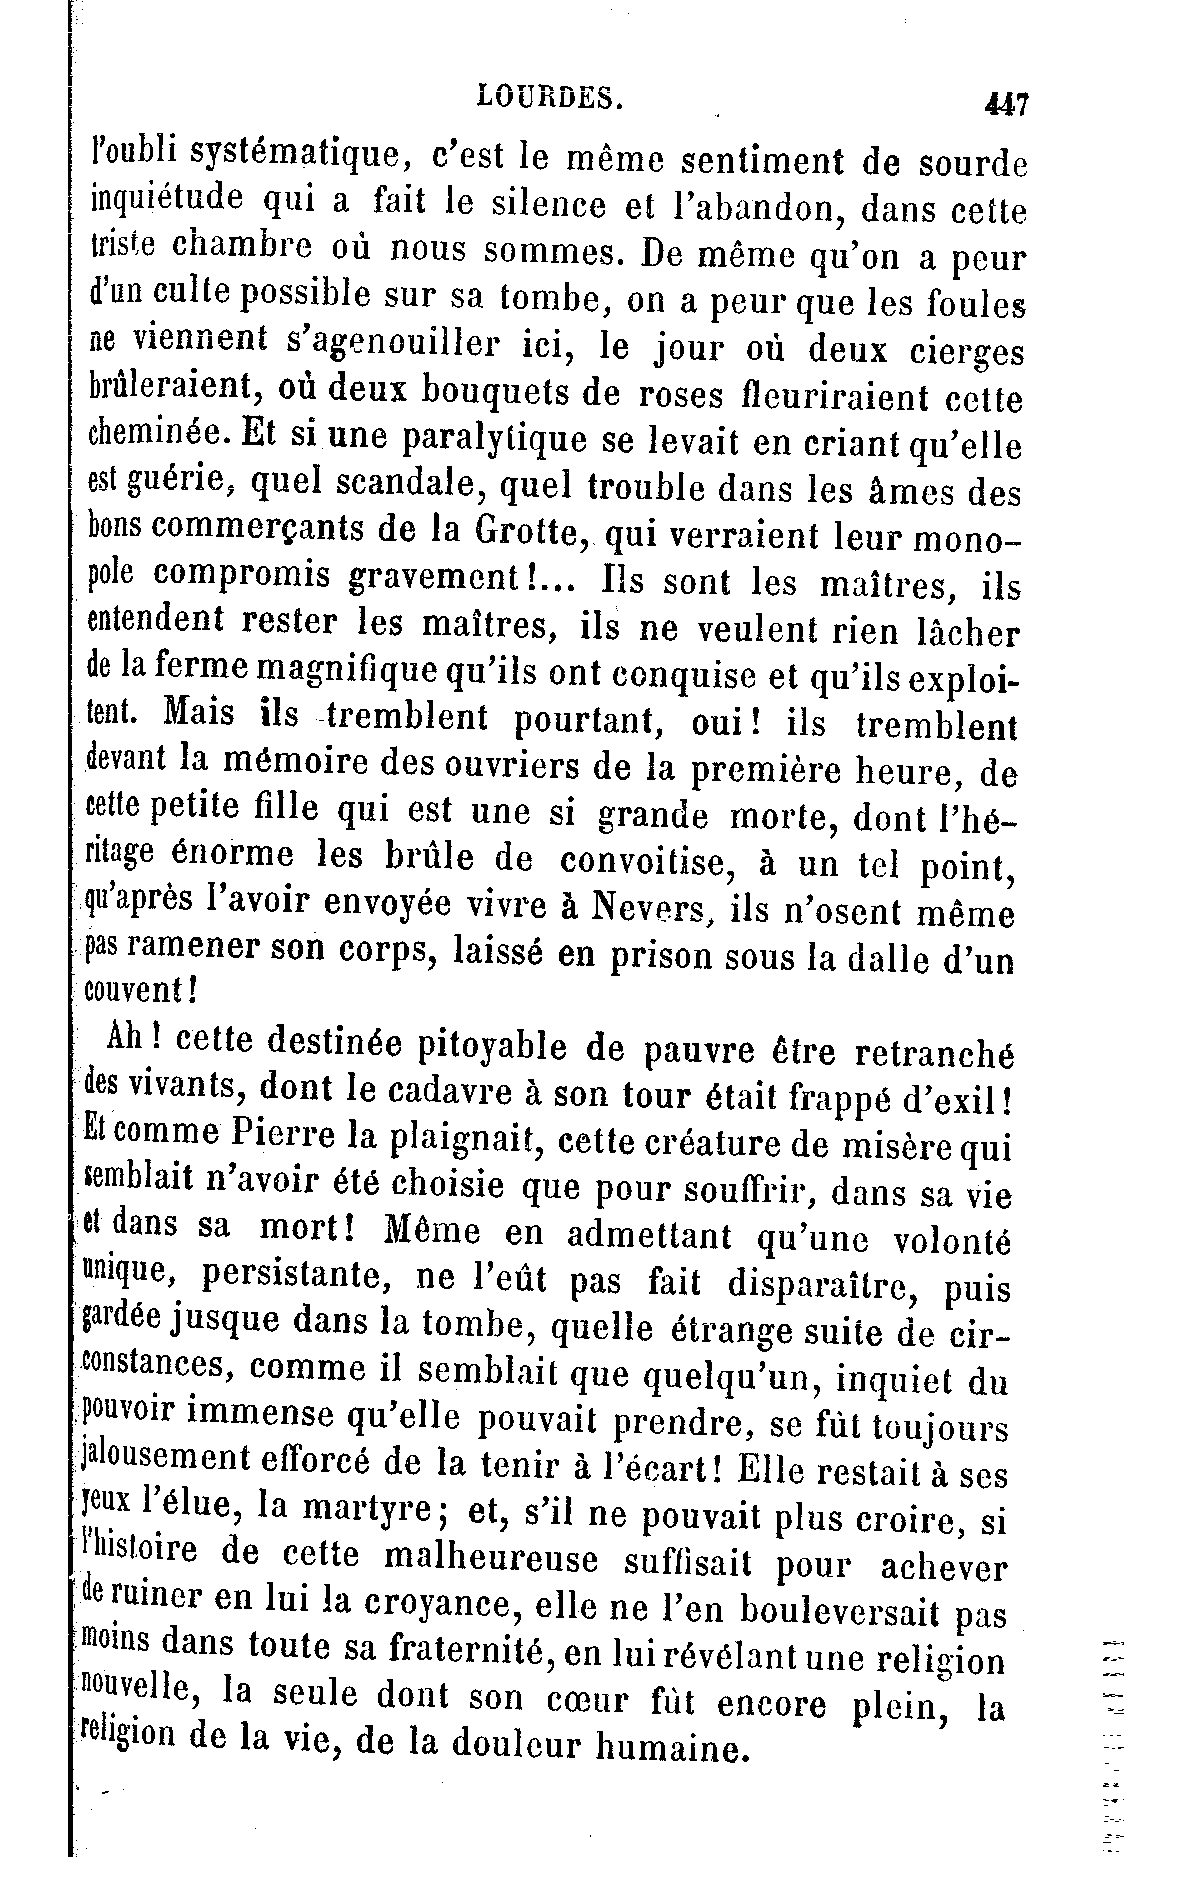 LOURDES. 447
l'oubli systématique, c'est le même sentiment de sourde
inquiétude qui a fait le silence et l'abandon, dans cette
triste chambre où nous sommes. De même qu'on a peur
d'un culte possible sur sa tombe, on a peur que les foules
ne viennent s'agenouiller ici, le jour où deux cierges
brûleraient, où deux bouquets de roses fleuriraient cette
cheminée. Et si une paralytique se levait en criant qu'elle
est guérie, quel scandale, quel trouble dans les âmes des
bons commerçants de la Grotte, qui verraient leur mono-
pole compromis gravement!... Ils sont les maîtres, ils
entendent rester les maîtres, ils ne veulent rien lâcher
de la ferme magnifique qu'ils ont conquise et qu'ils exploi-
tent. Mais ils tremblent pourtant, oui! ils tremblent
devant la mémoire des ouvriers de la première heure, de
cette petite fille qui est une si grande morte, dont l'hé-
ritage énorme les brûle de convoitise, à un tel point,
qu'après l'avoir envoyée vivre à Nevers, ils n'osent même
pas ramener son corps, laissé en prison sous la dalle d'un
couvent!
Ah! cette destinée pitoyable de pauvre être retranché
des vivants, dont le cadavre à son tour était frappé d'exil!
Et comme Pierre la plaignait, cette créature de misère qui
semblait n'avoir été choisie que pour souffrir, dans sa vie
et dans sa mort! Même en admettant qu'une volonté
unique, persistante, ne l'eût pas fait disparaître, puis
gardée jusque dans la tombe, quelle étrange suite de cir-
constances, comme il semblait que quelqu'un, inquiet du
pouvoir immense qu'elle pouvait prendre, se fût toujours
jalousement efforcé de la tenir à l'écart! Elle restait à ses
yeux l'élue, la martyre; et, s'il ne pouvait plus croire, si
l'histoire de cette malheureuse suffisait pour achever
de ruiner en lui la croyance, elle ne l'en bouleversait pas
moins dans toute sa fraternité, en lui révélant une religion
nouvelle, la seule dont son cœur fût encore plein, la
religion de la vie, de la douleur humaine.